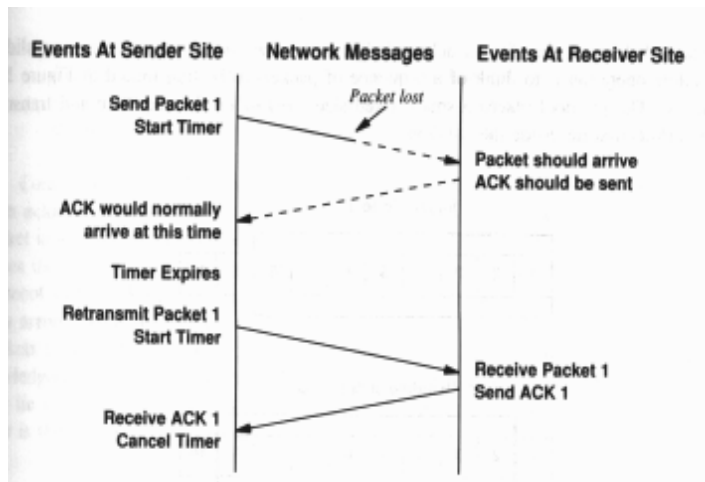 Events At Sender Site
Network Messages
Events At Receiver Site
Packet lost
Send Packet 1
Start Timer
Packet should arrive
ACK should be sent
ACK would normally
arrive at this time
Timer Expires
Retransmit Packet 1
Start Timer
Receive Packet 1
Send ACK 1
Receive ACK 1
Cancel Timer